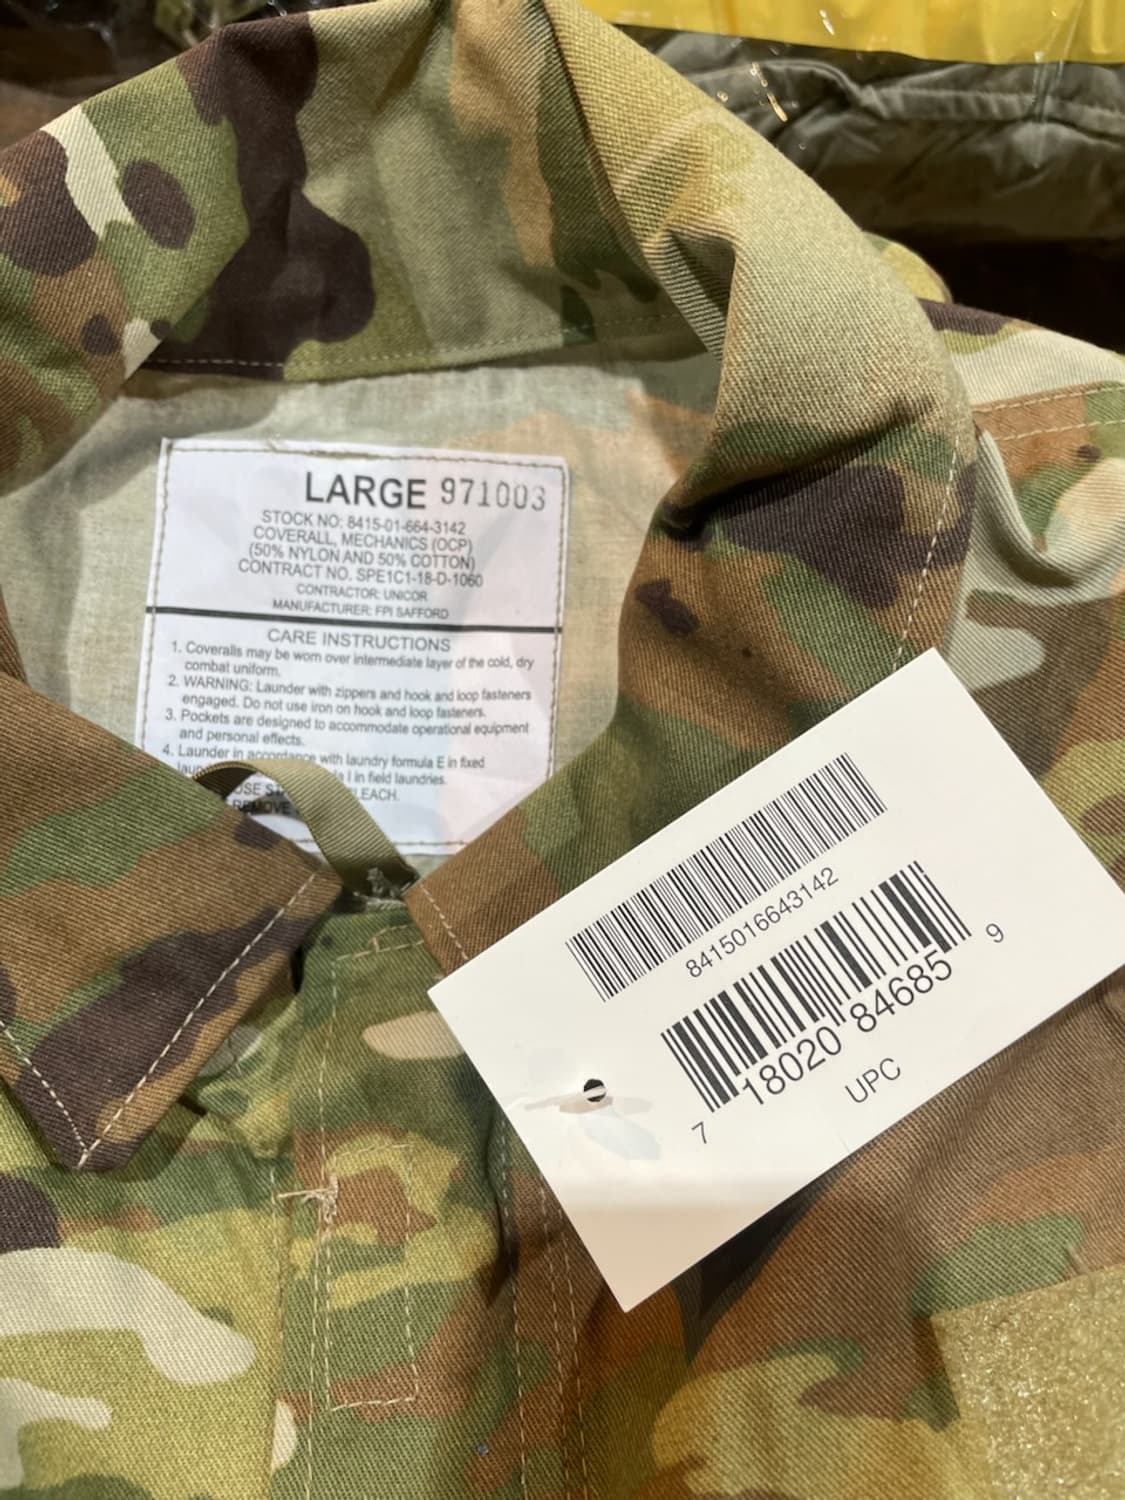 LARGE 971003
STOCK NO: 8415-01-664-3142
COVERALL, MECHANICS (OCP)
(50% NYLON AND 50% COTTON)
CONTRACT NO. SPE1C1-18-D-1060
CONTRACTOR: UNICOR
MANUFACTURER: FPI SAFFORD
CARE INSTRUCTIONS
1. Coveralls may be worn over intermediate layer of the cold, dry
combat uniform.
2. WARNING: Launder with zippers and hook and loop fasteners
engaged. Do not use iron on hook and loop fasteners.
3. Pockets are designed to accommodate operational equipment
and personal effects.
4. Launder in accordance with laundry formula E in fixed
I in field laundries.
8415016643142
7 18020 84685 9
UPC